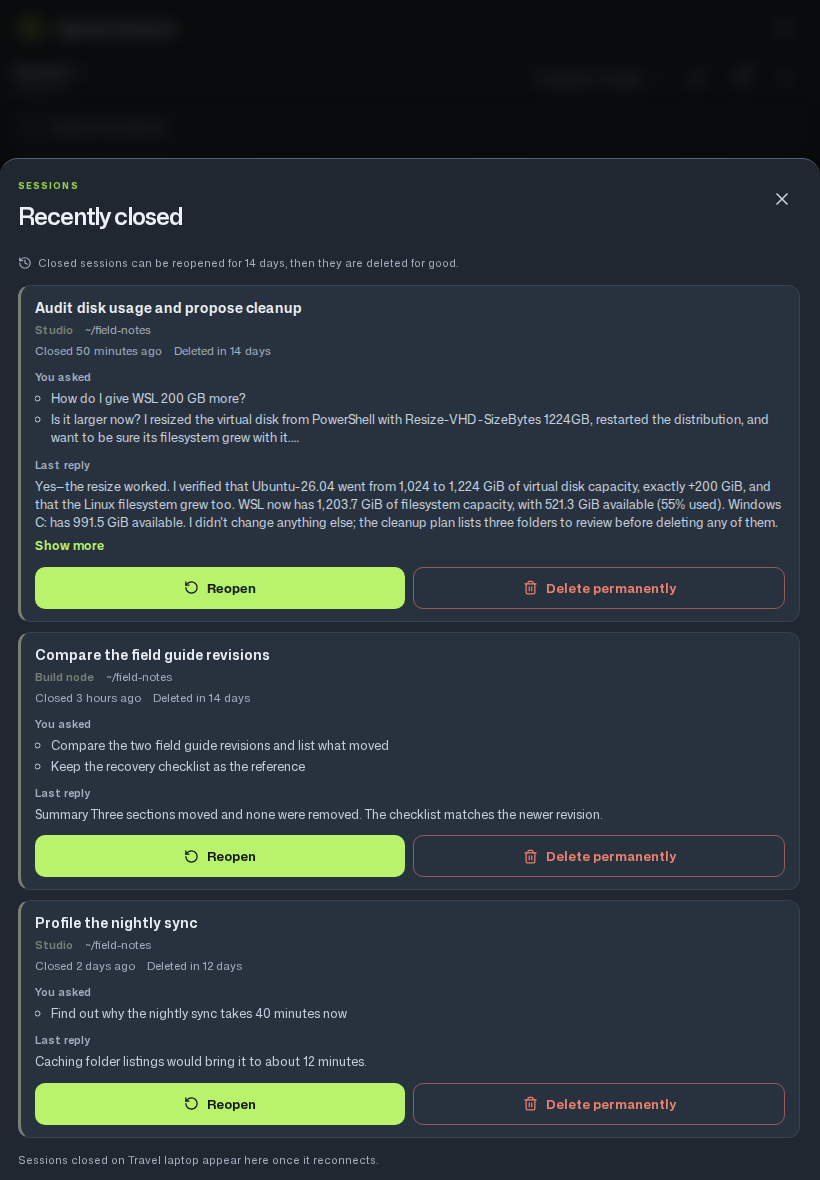 SESSIONS
Recently closed
Closed sessions can be reopened for 14 days, then they are deleted for good.
Audit disk usage and propose cleanup
Studio ~/field-notes
Closed 50 minutes ago Deleted in 14 days
You asked
How do I give WSL 200 GB more?
Is it larger now? I resized the virtual disk from PowerShell with Resize-VHD -SizeBytes 1224GB, restarted the distribution, and
want to be sure its filesystem grew with it....
Last reply
Yes—the resize worked. I verified that Ubuntu-26.04 went from 1,024 to 1,224 GiB of virtual disk capacity, exactly +200 GiB, and
that the Linux filesystem grew too. WSL now has 1,203.7 GiB of filesystem capacity, with 521.3 GiB available (55% used). Windows
C: has 991.5 GiB available. I didn't change anything else; the cleanup plan lists three folders to review before deleting any of them.
Show more
Reopen Delete permanently
Compare the field guide revisions
Build node ~/field-notes
Closed 3 hours ago Deleted in 14 days
You asked
Compare the two field guide revisions and list what moved
Keep the recovery checklist as the reference
Last reply
Summary Three sections moved and none were removed. The checklist matches the newer revision.
Reopen Delete permanently
Profile the nightly sync
Studio ~/field-notes
Closed 2 days ago Deleted in 12 days
You asked
Find out why the nightly sync takes 40 minutes now
Last reply
Caching folder listings would bring it to about 12 minutes.
Reopen Delete permanently
Sessions closed on Travel laptop appear here once it reconnects.